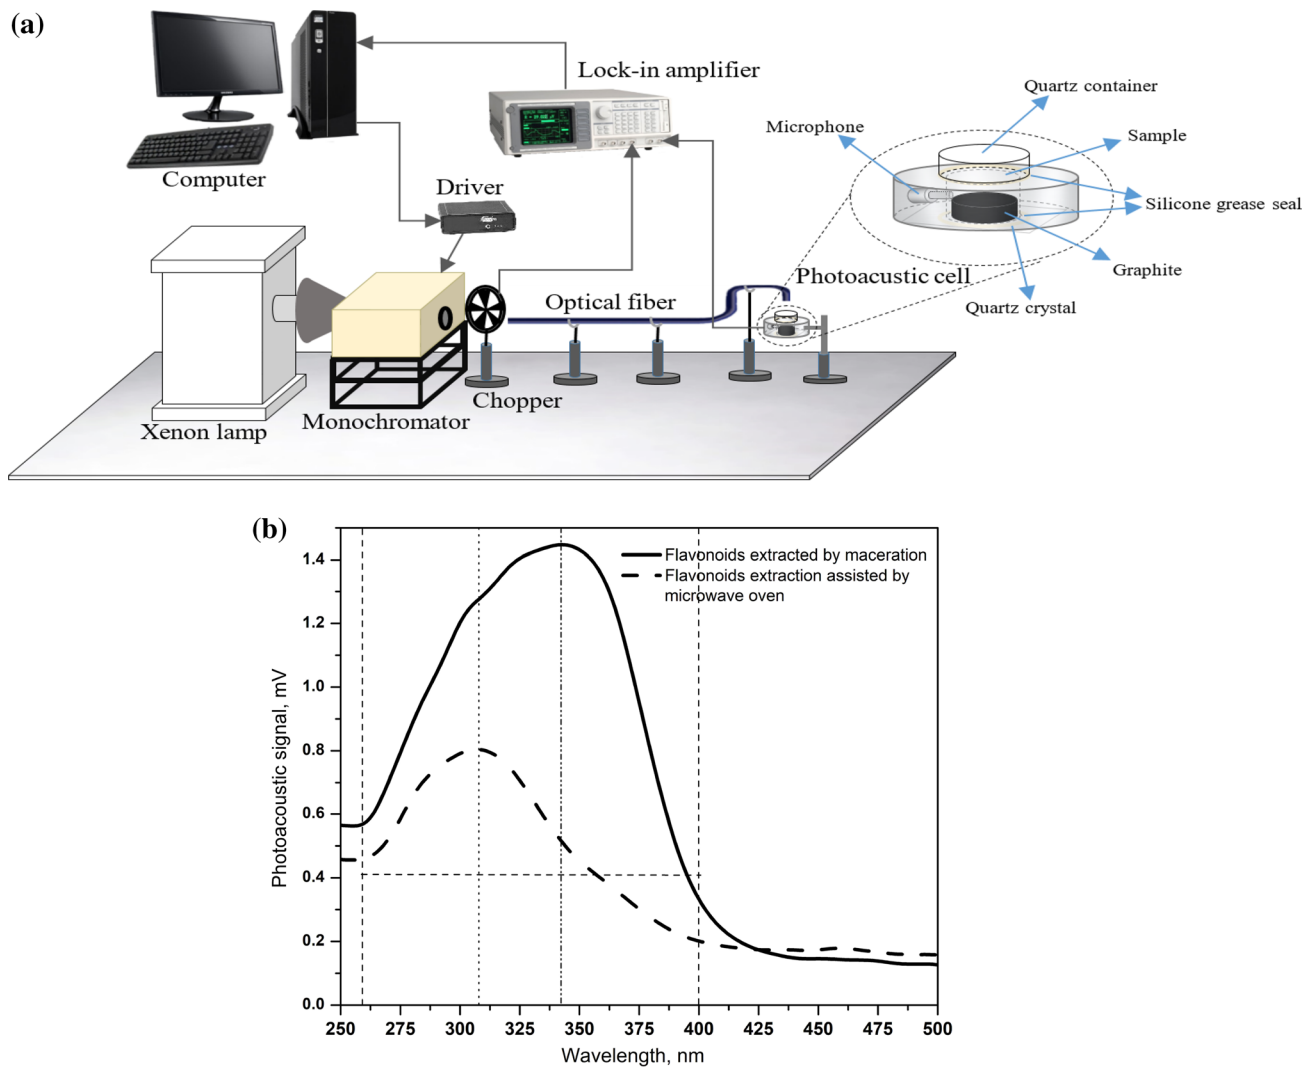 (a)
Lock-in amplifier
Quartz container
Microphone
Sample
Computer
Driver
Silicone grease seal
Graphite
Photoacustic cell
Optical fiber
Quartz crystal
Chopper
Monochromator
Xenon lamp
(b)
Flavonoids extracted by maceration
Flavonoids extraction assisted by
microwave oven
Photoacoustic signal, mV
1.4
1.2
1.0
0.8
0.6
0.4
0.2
0.0
250 275 300 325 350 375 400 425 450 475 500
Wavelength, nm